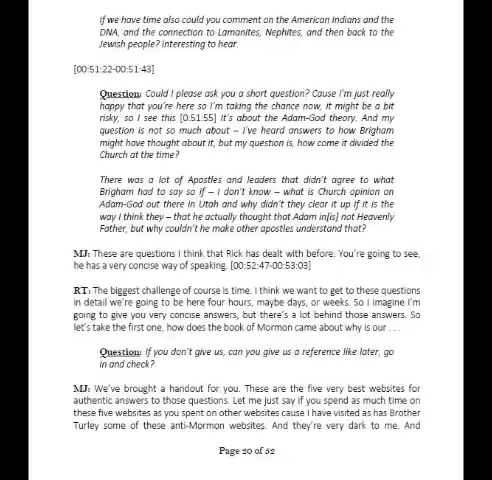 If we have time also could you comment on the American Indians and the
DNA, and the connection to Lamanites, Nephites, and then back to the
Jewish people? Interesting to hear.
[00:51:22-00:51:43]
Question: Could I please ask you a short question? Cause I'm just really
happy that you're here so I'm taking the chance now, it might be a bit
risky, so I see this [0:51:55] It's about the Adam-God theory. And my
question is not so much about – I've heard answers to how Brigham
might have thought about it, but my question is, how come it divided the
Church at the time?
There was a lot of Apostles and leaders that didn't agree to what
Brigham had to say so if – I don't know – what is Church opinion on
Adam-God out there in Utah and why didn't they clear it up if it is the
way I think they – that he actually thought that Adam in[is] not Heavenly
Father, but why couldn't he make other apostles understand that?
MJ: These are questions I think that Rick has dealt with before. You're going to see,
he has a very concise way of speaking. [00:52:47-00:53:03]
RT: The biggest challenge of course is time. I think we want to get to these questions
in detail we're going to be here four hours, maybe days, or weeks. So I imagine I'm
going to give you very concise answers, but there's a lot behind those answers. So
let's take the first one, how does the book of Mormon came about why is our . . .
Question: If you don't give us, can you give us a reference like later, go
in and check?
MJ: We've brought a handout for you. These are the five very best websites for
authentic answers to those questions. Let me just say if you spend as much time on
these five websites as you spent on other websites cause I have visited as has Brother
Turley some of these anti-Mormon websites. And they're very dark to me. And
Page 20 of 52